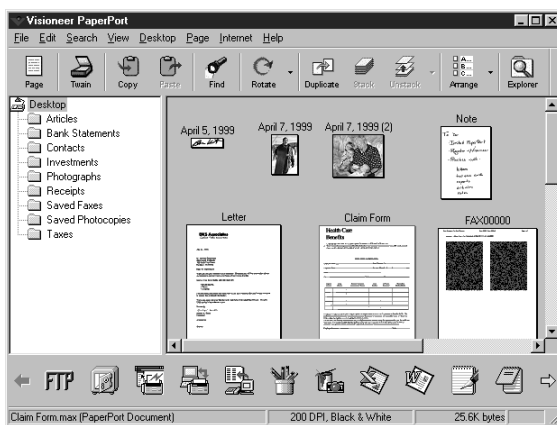 Visioneer PaperPort
File Edit Search View Desktop Page Internet Help
Page Twain Copy Paste Find Rotate Duplicate Stack Unstack Arrange Explorer
Desktop
Articles
Bank Statements
Contacts
Investments
Photographs
Receipts
Saved Faxes
Saved Photocopies
Taxes
April 5, 1999
April 7, 1999
April 7, 1999 (2)
Note
Letter
Claim Form
FAX00000
Health Care
Benefits
FTP
Claim Form.max (PaperPort Document)
200 DPI, Black & White
25.6K bytes